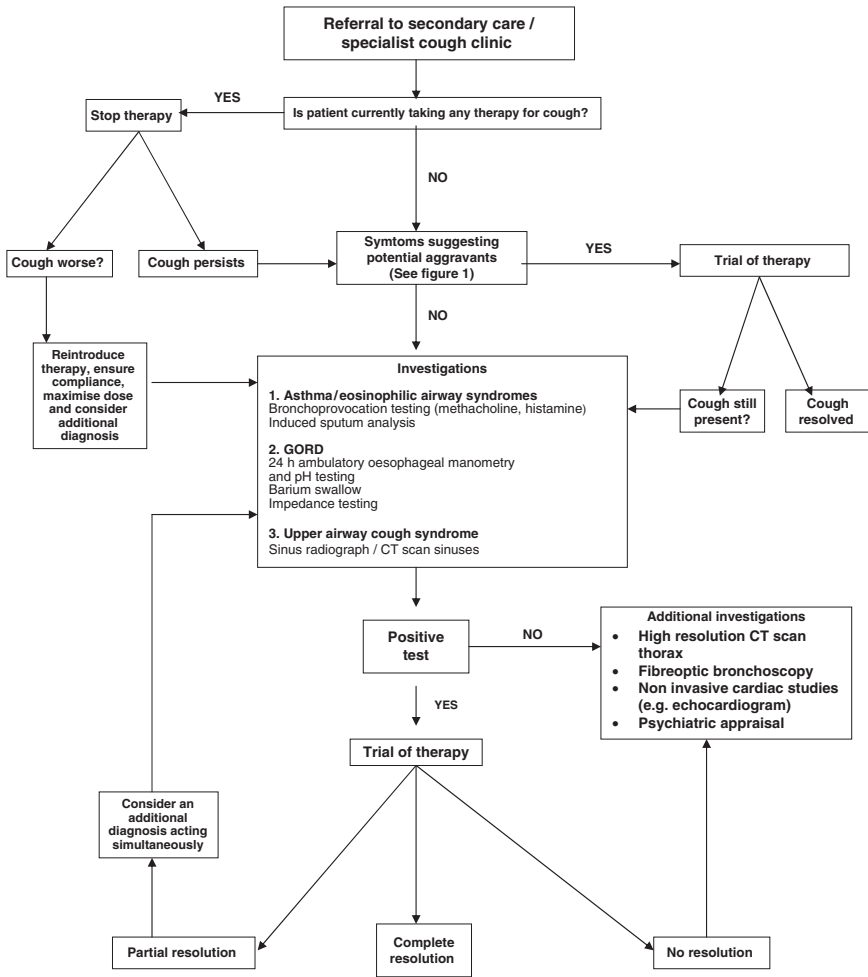 Referral to secondary care /
specialist cough clinic
YES
Stop therapy
Is patient currently taking any therapy for cough?
NO
Cough worse?
Cough persists
Symtoms suggesting
potential aggravants
(See figure 1)
YES
Trial of therapy
NO
Reintroduce
therapy, ensure
compliance,
maximise dose
and consider
additional
diagnosis
Investigations
1. Asthma/eosinophilic airway syndromes
Bronchoprovocation testing (methacholine, histamine)
Induced sputum analysis
2. GORD
24 h ambulatory oesophageal manometry
and pH testing
Barium swallow
Impedance testing
3. Upper airway cough syndrome
Sinus radiograph / CT scan sinuses
Cough still
present?
Cough
resolved
Positive
test
NO
Additional investigations
• High resolution CT scan
thorax
• Fibreoptic bronchoscopy
• Non invasive cardiac studies
(e.g. echocardiogram)
• Psychiatric appraisal
YES
Trial of therapy
Consider an
additional
diagnosis acting
simultaneously
Partial resolution
Complete
resolution
No resolution